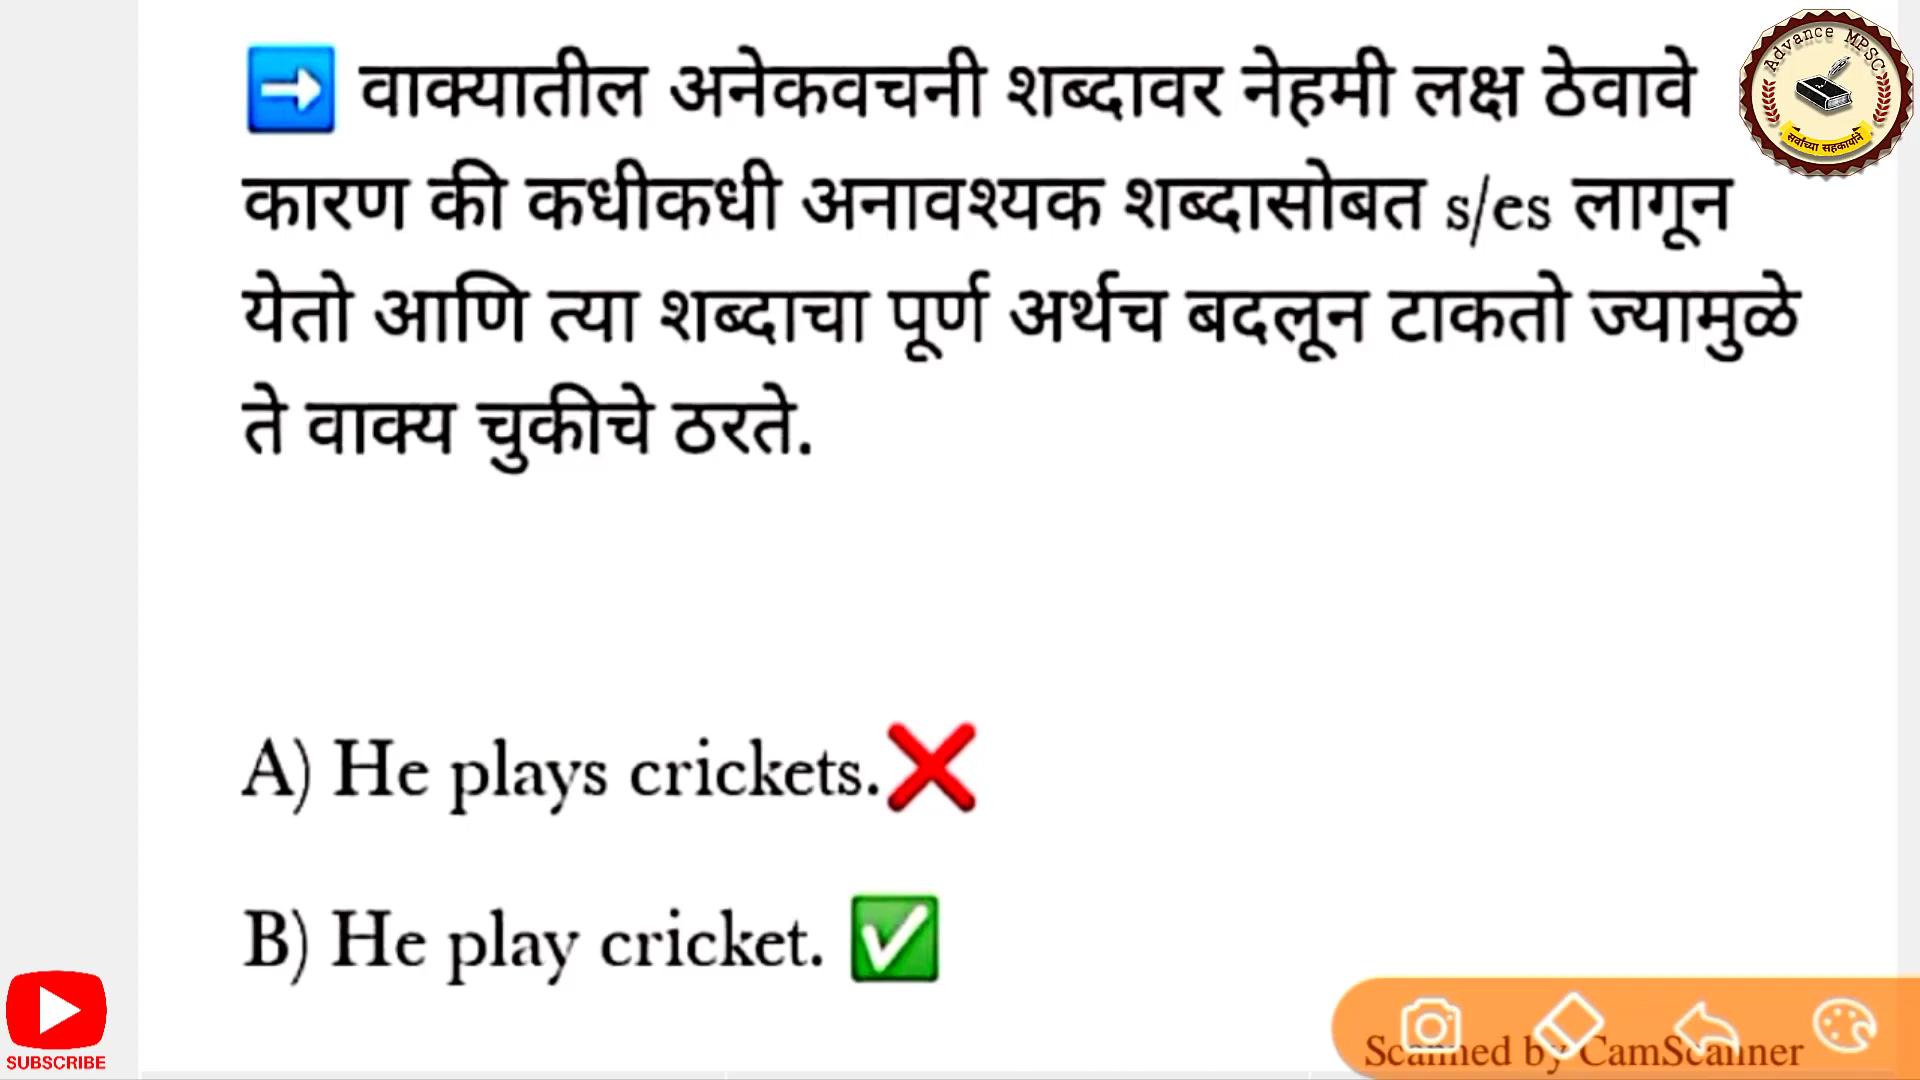 वाक्यातील अनेकवचनी शब्दावर नेहमी लक्ष ठेवावे
कारण की कधीकधी अनावश्यक शब्दासोबत s/es लागून
येतो आणि त्या शब्दाचा पूर्ण अर्थच बदलून टाकतो ज्यामुळे
ते वाक्य चुकीचे ठरते.
A) He plays crickets.
B) He play cricket.
Advance MPSC
सर्वांच्या सहकार्याने
SUBSCRIBE
Scanned by CamScanner